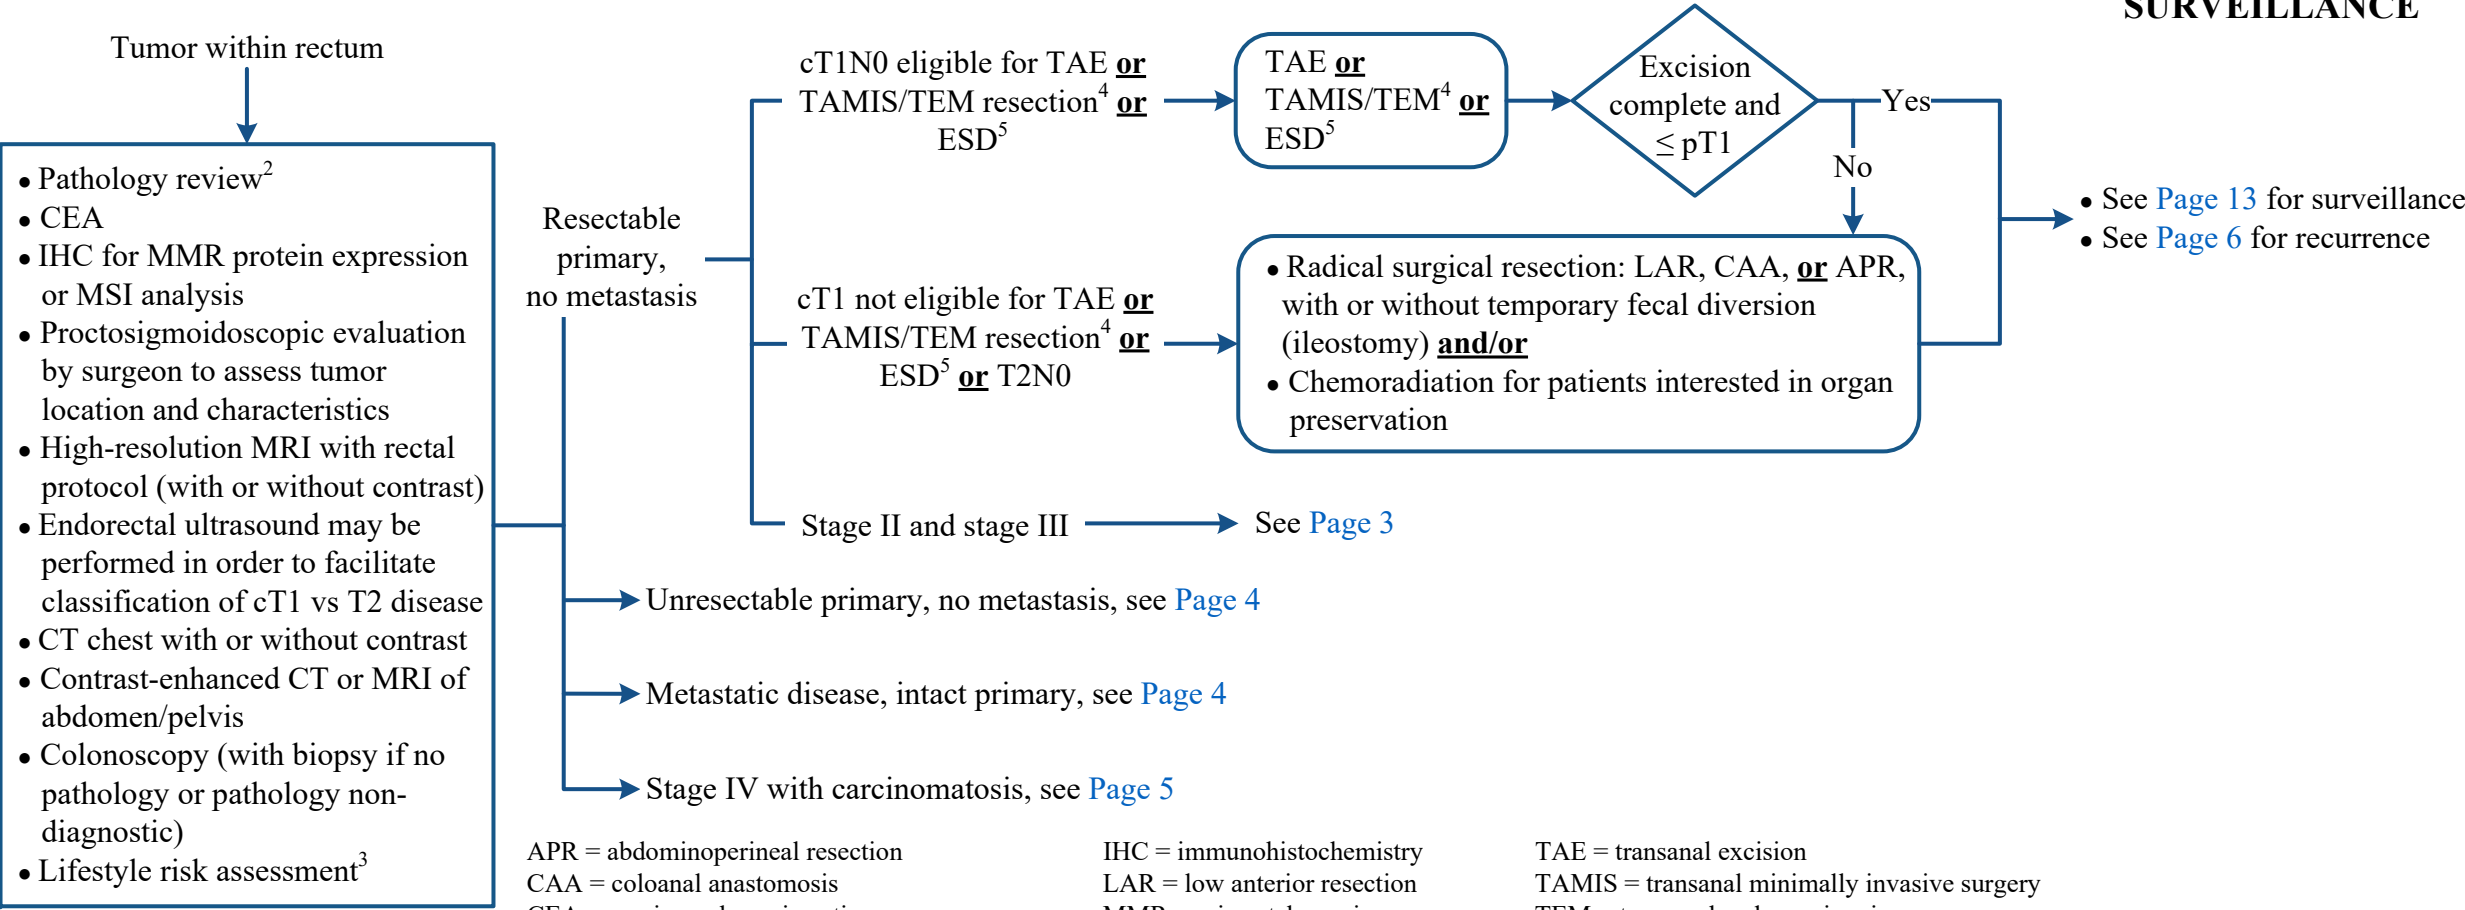 SURVEILLANCE
Tumor within rectum
• Pathology review2
• CEA
• IHC for MMR protein expression
or MSI analysis
• Proctosigmoidoscopic evaluation
by surgeon to assess tumor
location and characteristics
• High-resolution MRI with rectal
protocol (with or without contrast)
• Endorectal ultrasound may be
performed in order to facilitate
classification of cT1 vs T2 disease
• CT chest with or without contrast
• Contrast-enhanced CT or MRI of
abdomen/pelvis
• Colonoscopy (with biopsy if no
pathology or pathology non-
diagnostic)
• Lifestyle risk assessment3
Resectable
primary,
no metastasis
cT1N0 eligible for TAE or
TAMIS/TEM resection4 or
ESD5
TAE or
TAMIS/TEM4 or
ESD5
Excision
complete and
≤ pT1
Yes
No
cT1 not eligible for TAE or
TAMIS/TEM resection4 or
ESD5 or T2N0
• Radical surgical resection: LAR, CAA, or APR,
with or without temporary fecal diversion
(ileostomy) and/or
• Chemoradiation for patients interested in organ
preservation
• See Page 13 for surveillance
• See Page 6 for recurrence
Stage II and stage III
See Page 3
Unresectable primary, no metastasis, see Page 4
Metastatic disease, intact primary, see Page 4
Stage IV with carcinomatosis, see Page 5
APR = abdominoperineal resection
CAA = coloanal anastomosis
IHC = immunohistochemistry
LAR = low anterior resection
TAE = transanal excision
TAMIS = transanal minimally invasive surgery